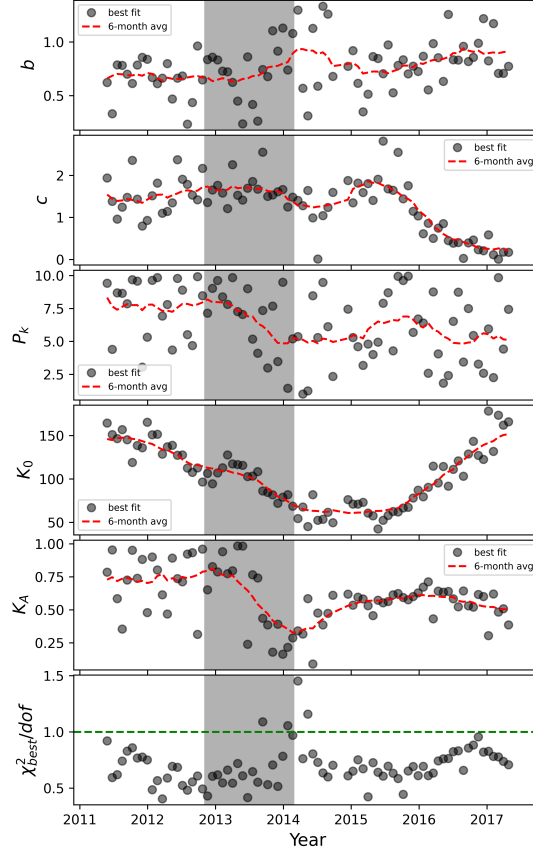 1.0
0.5
b
best fit
6-month avg
2
1
0
c
best fit
6-month avg
10.0
7.5
5.0
2.5
P_k
best fit
6-month avg
150
100
50
K_0
best fit
6-month avg
1.00
0.75
0.50
0.25
K_A
best fit
6-month avg
1.5
1.0
0.5
χ²_best/dof
2011 2012 2013 2014 2015 2016 2017
Year